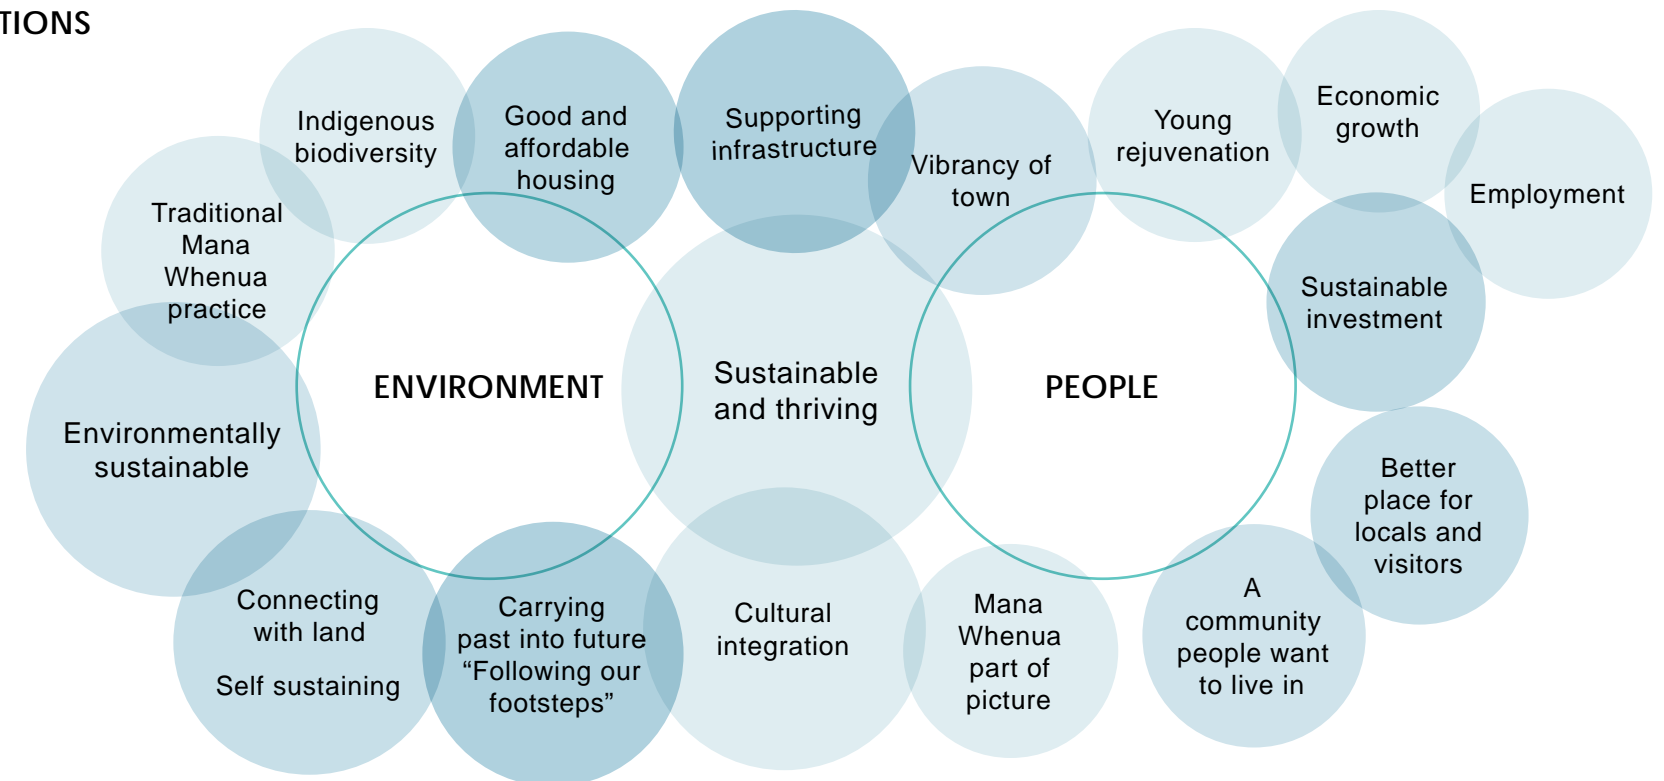 TIONS
Indigenous
biodiversity
Good and
affordable
housing
Supporting
infrastructure
Vibrancy of
town
Young
rejuvenation
Economic
growth
Employment
Traditional
Mana
Whenua
practice
Sustainable
investment
ENVIRONMENT
Sustainable
and thriving
PEOPLE
Environmentally
sustainable
Better
place for
locals and
visitors
Connecting
with land
Self sustaining
Carrying
past into future
“Following our
footsteps”
Cultural
integration
Mana
Whenua
part of
picture
A
community
people want
to live in